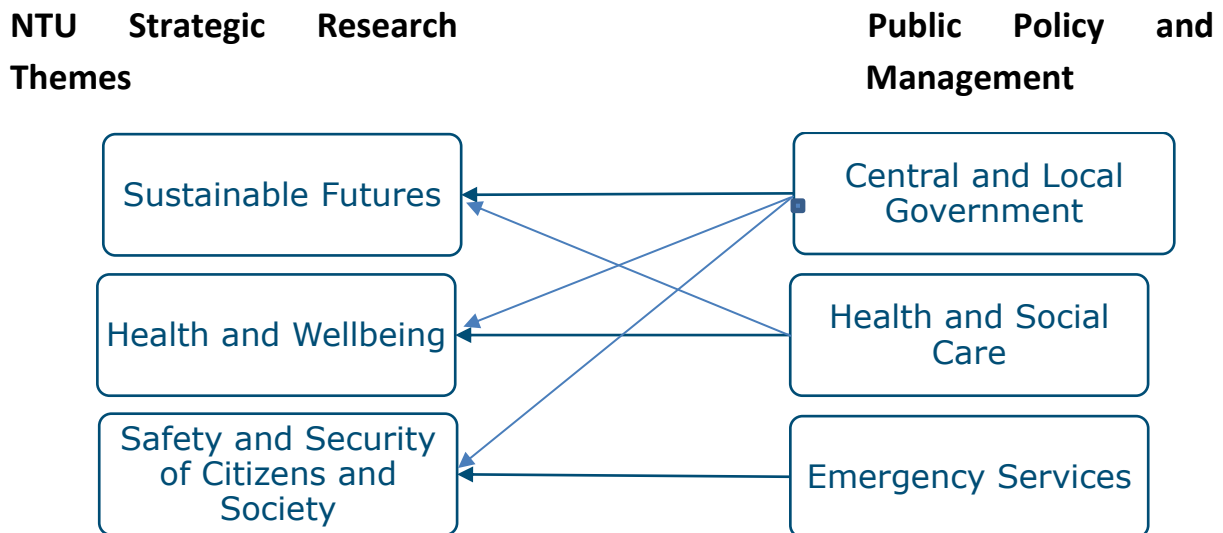 NTU Strategic Research
Themes
Public Policy and
Management
Sustainable Futures
Central and Local
Government
Health and Wellbeing
Health and Social
Care
Safety and Security
of Citizens and
Society
Emergency Services